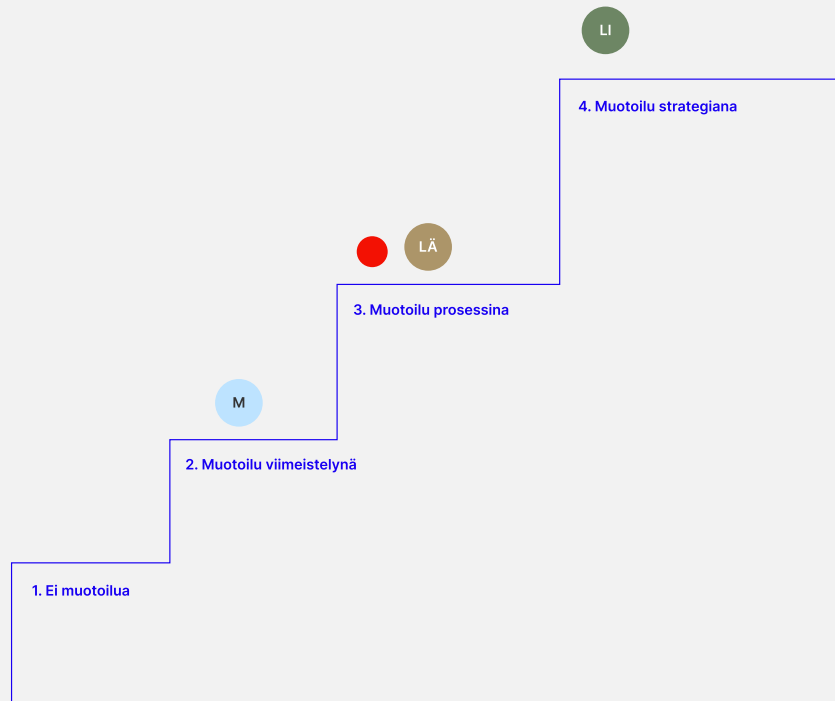 LI
4. Muotoilu strategiana
LÄ
3. Muotoilu prosessina
M
2. Muotoilu viimeistelynä
1. Ei muotoilua